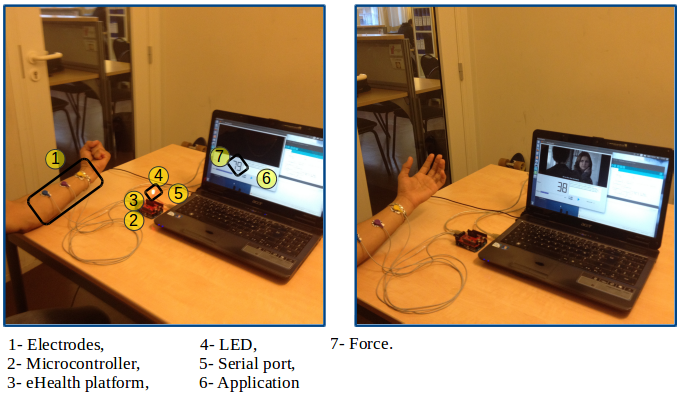 1
4
7
5
6
3
2
38
1- Electrodes,
2- Microcontroller,
3- eHealth platform,
4- LED,
5- Serial port,
6- Application
7- Force.